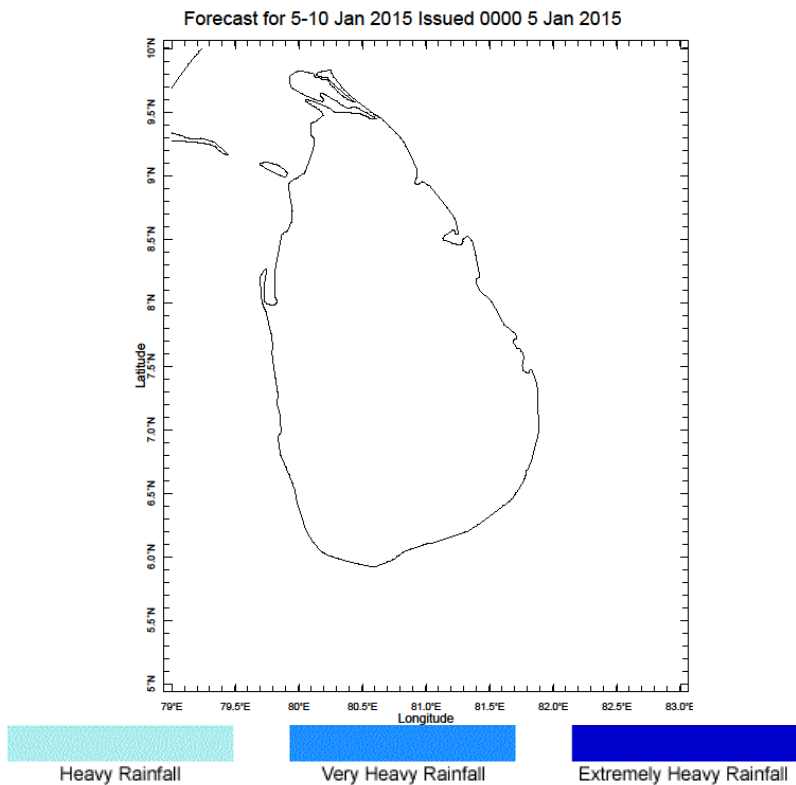 Forecast for 5-10 Jan 2015 Issued 0000 5 Jan 2015
10°N
9.5°N
9°N
8.5°N
8°N
7.5°N
7.0°N
6.5°N
6.0°N
5.5°N
5°N
Latitude
79°E 79.5°E 80°E 80.5°E 81.0°E 81.5°E 82.0°E 82.5°E 83.0°E
Longitude
Heavy Rainfall Very Heavy Rainfall Extremely Heavy Rainfall